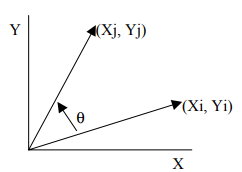 Y
(Xj, Yj)
(Xi, Yi)
θ
X